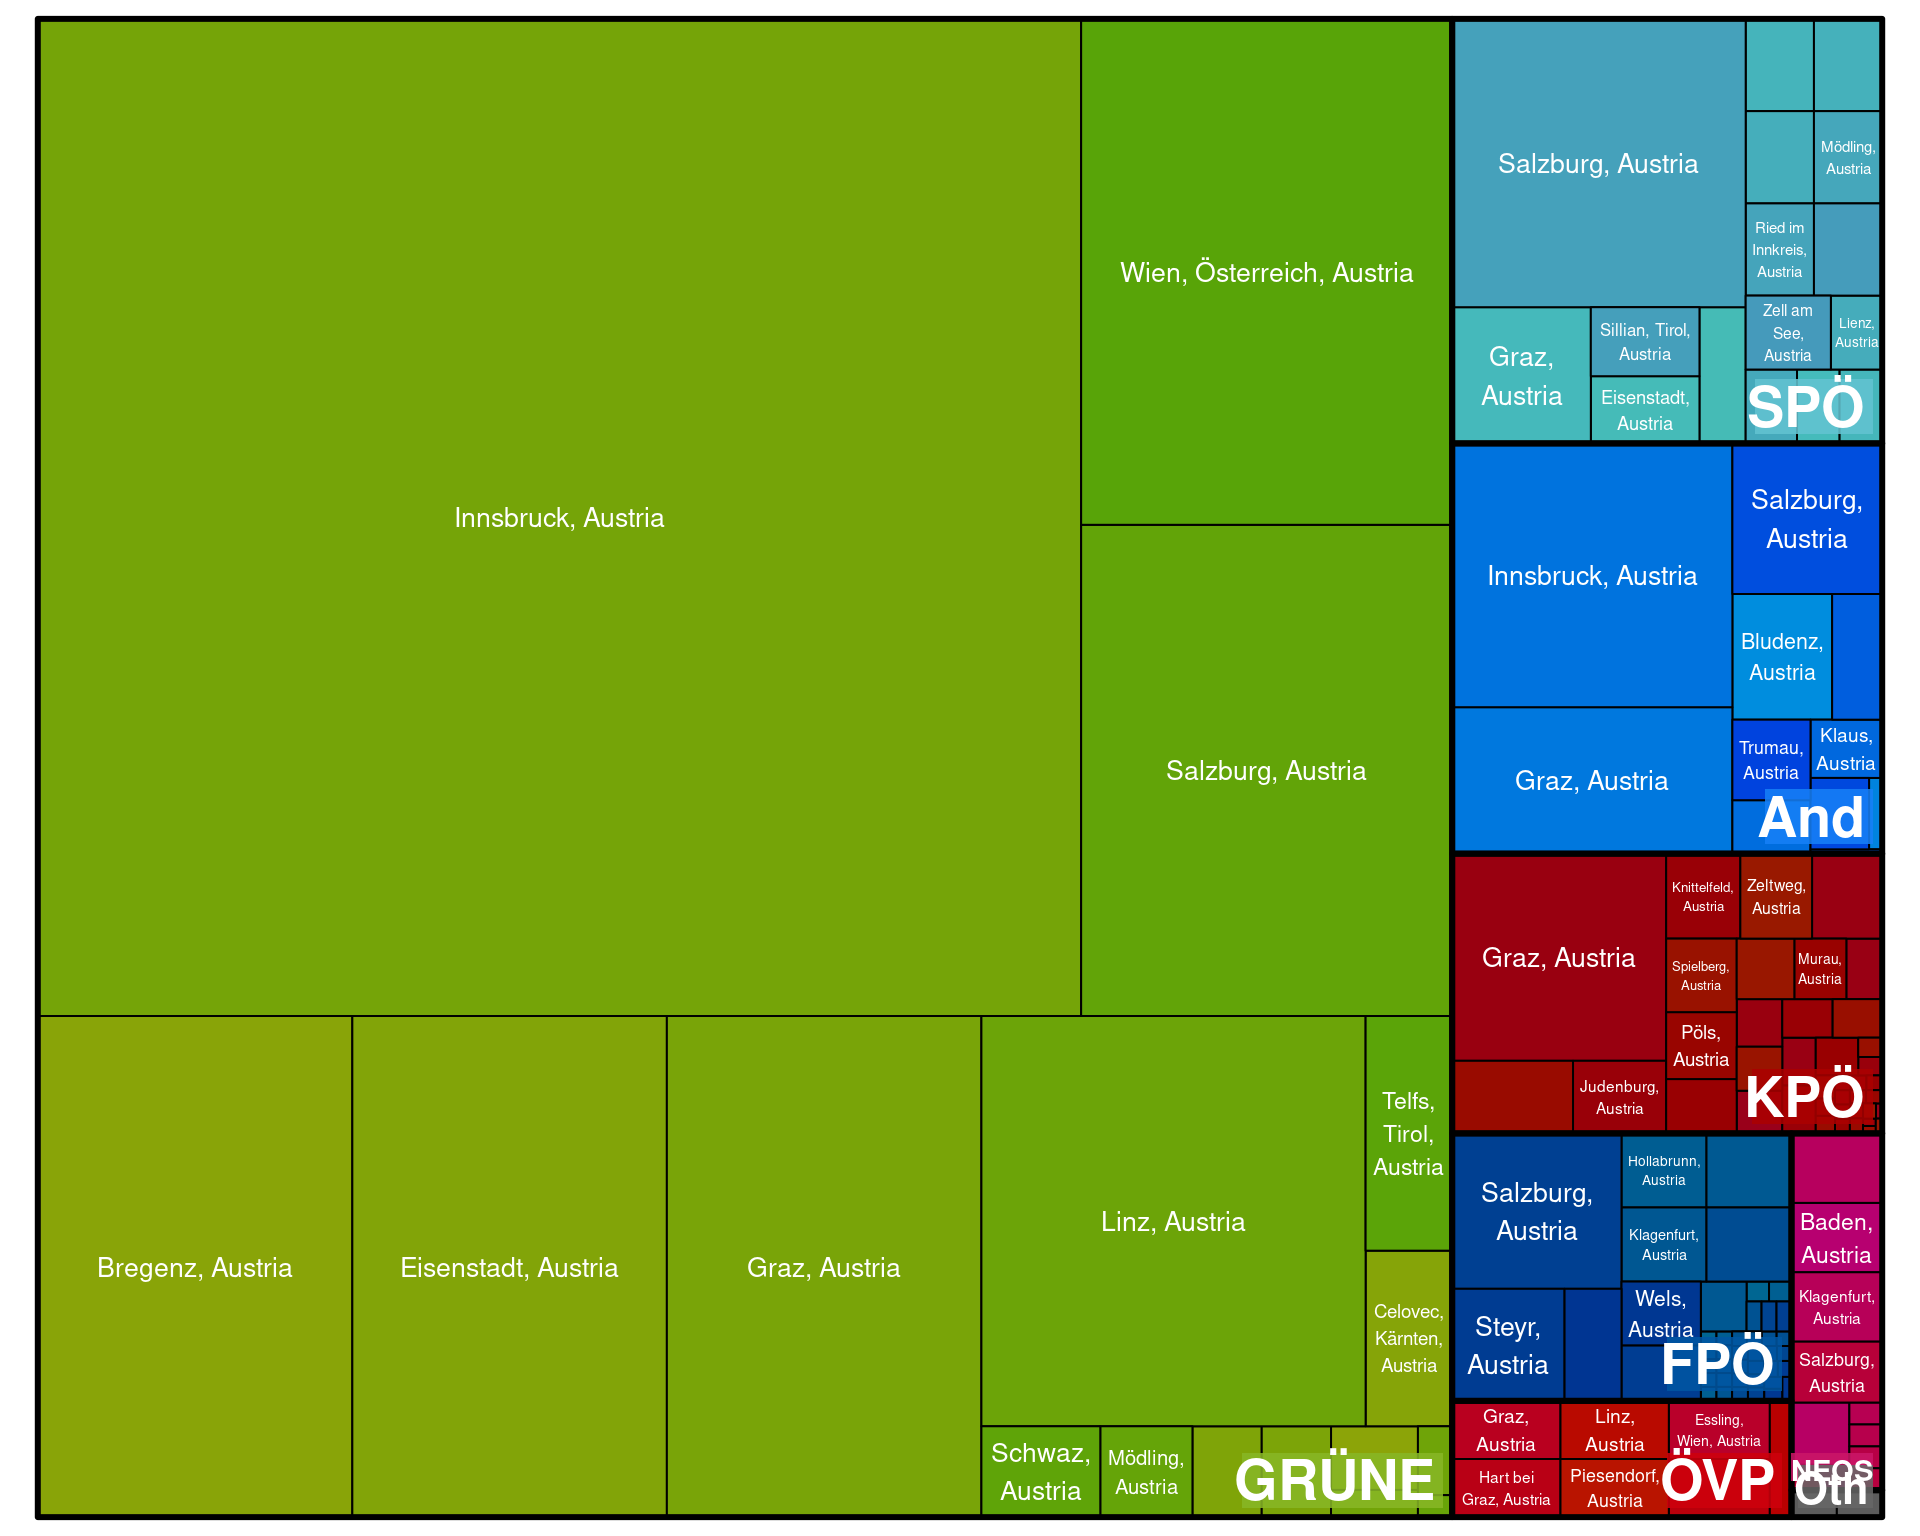 Innsbruck, Austria
Wien, Österreich, Austria
Salzburg, Austria
Bregenz, Austria
Eisenstadt, Austria
Graz, Austria
Linz, Austria
Telfs,
Tirol,
Austria
Celovec,
Kärnten,
Austria
Schwaz,
Austria
Mödling,
Austria
GRÜNE
Salzburg, Austria
Mödling,
Austria
Ried im
Innkreis,
Austria
Zell am
See,
Austria
Lienz,
Austria
Graz,
Austria
Sillian, Tirol,
Austria
Eisenstadt,
Austria
SPÖ
Innsbruck, Austria
Salzburg,
Austria
Bludenz,
Austria
Graz, Austria
Trumau,
Austria
Klaus,
Austria
And
Graz, Austria
Knittelfeld,
Austria
Zeltweg,
Austria
Spielberg,
Austria
Murau,
Austria
Pöls,
Austria
Judenburg,
Austria
KPÖ
Salzburg,
Austria
Hollabrunn,
Austria
Klagenfurt,
Austria
Steyr,
Austria
Wels,
Austria
FPÖ
Baden,
Austria
Klagenfurt,
Austria
Salzburg,
Austria
NEOS
Oth
Graz,
Austria
Linz,
Austria
Essling,
Wien, Austria
Hart bei
Graz, Austria
Piesendorf,
Austria
ÖVP